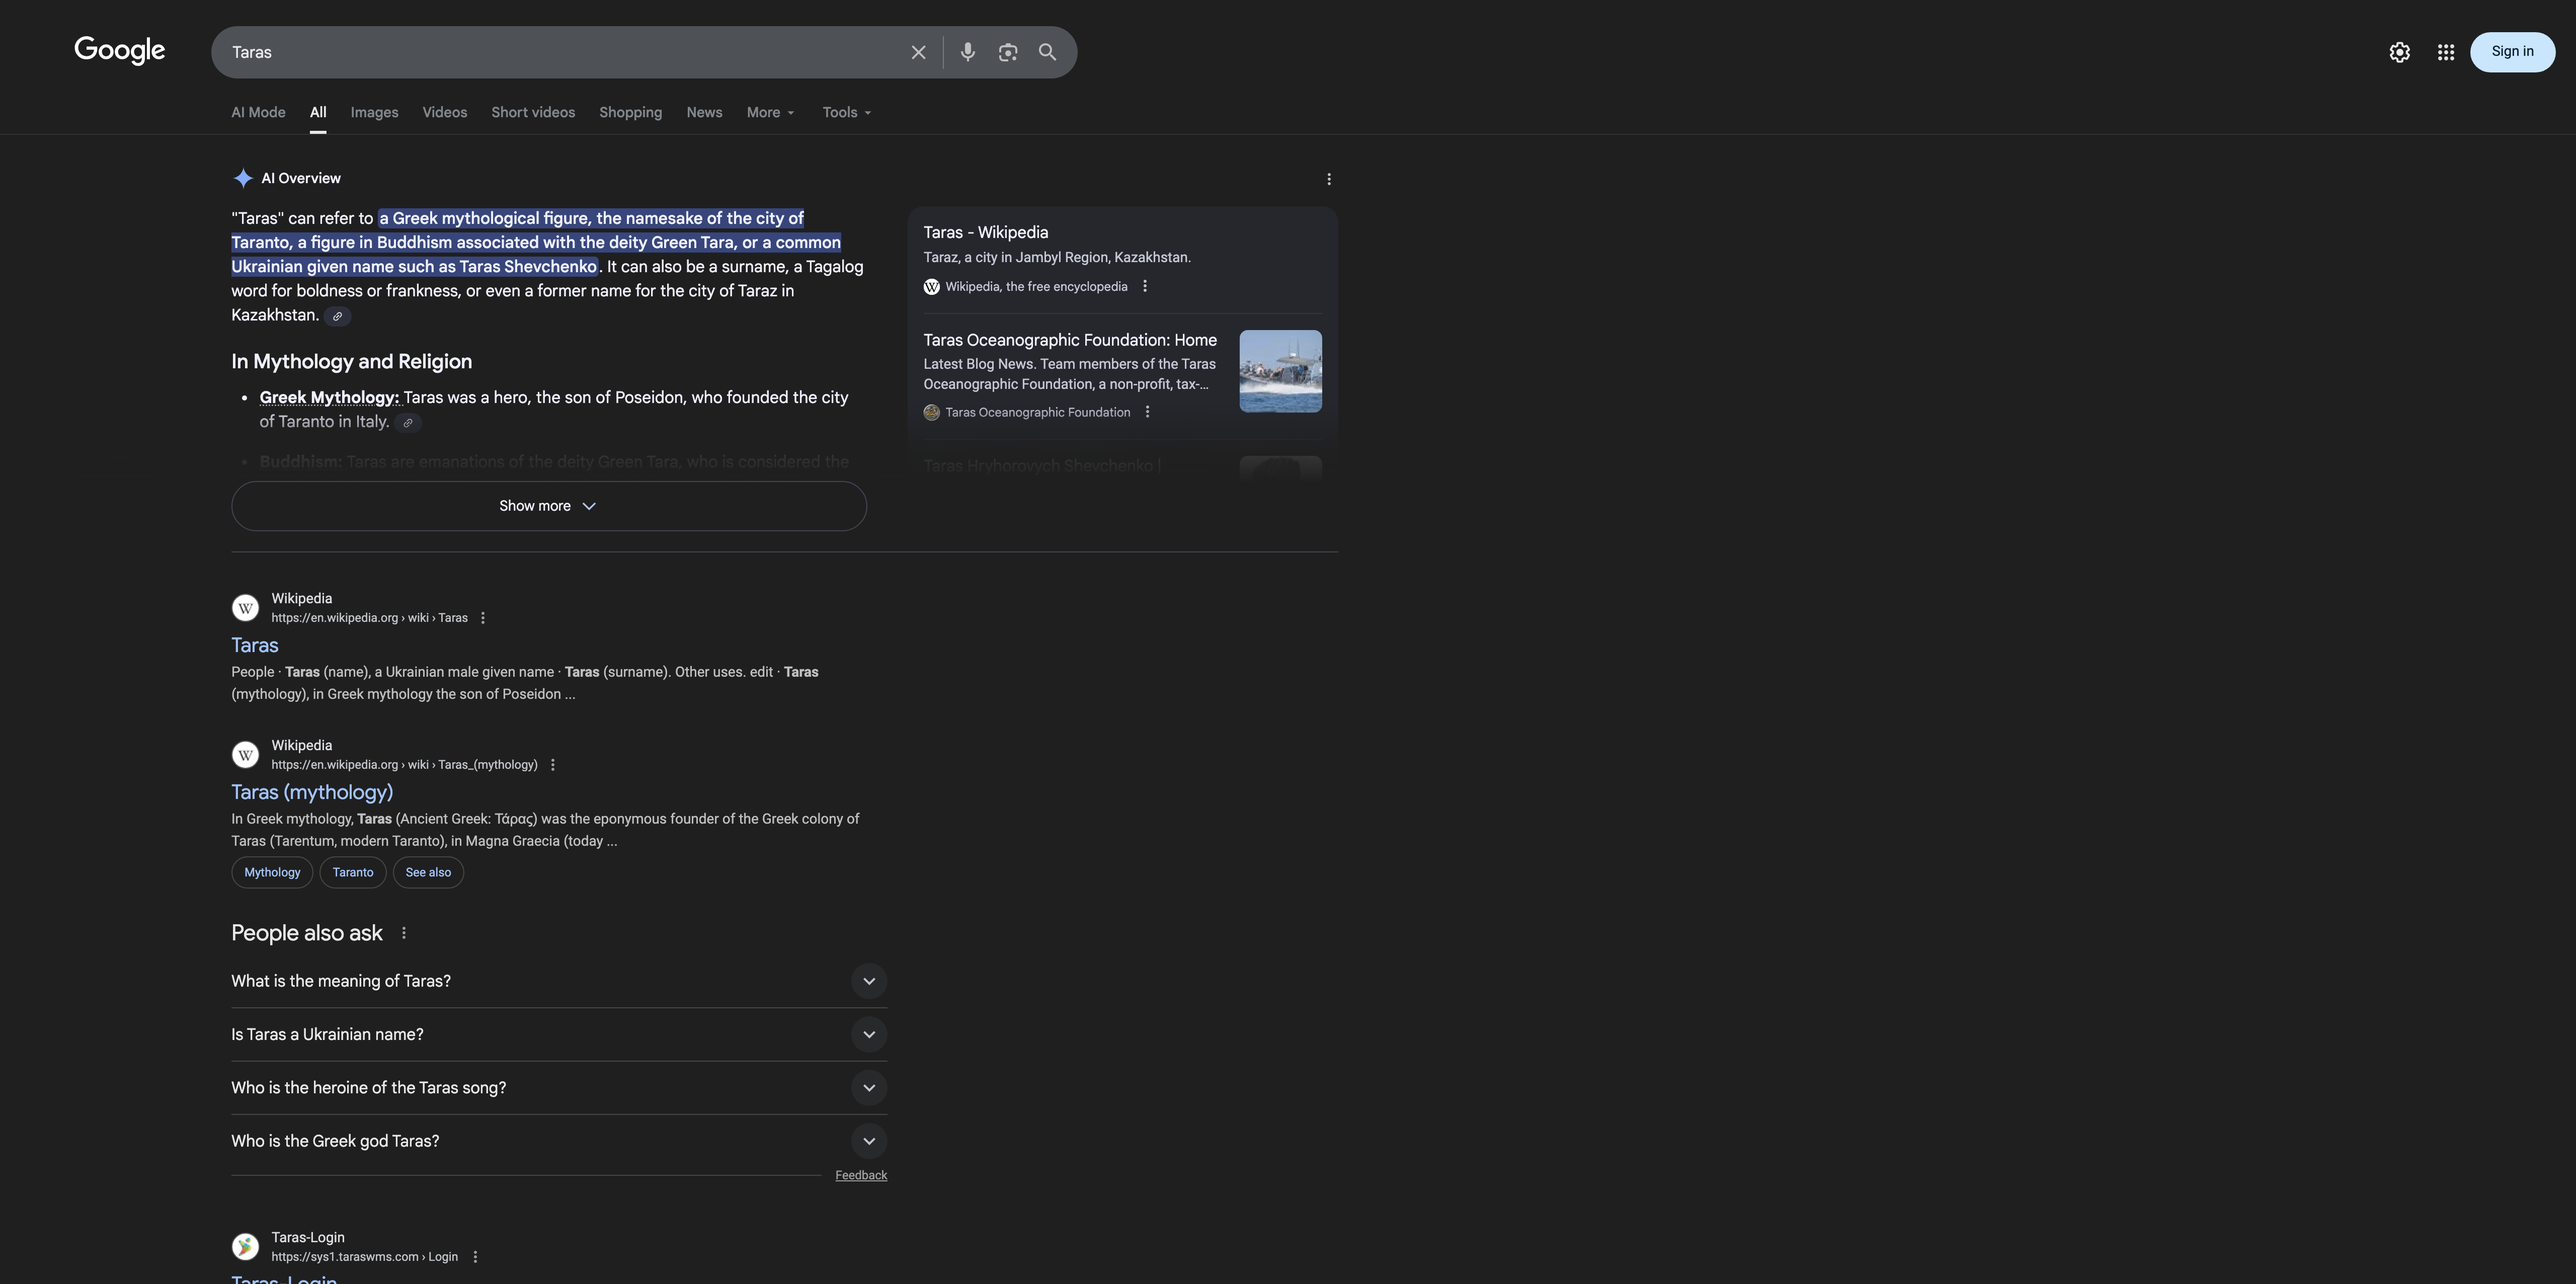 Google
Taras
Sign in
AI Mode
All
Images
Videos
Short videos
Shopping
News
More
Tools
AI Overview
"Taras" can refer to a Greek mythological figure, the namesake of the city of
Taranto, a figure in Buddhism associated with the deity Green Tara, or a common
Ukrainian given name such as Taras Shevchenko. It can also be a surname, a Tagalog
word for boldness or frankness, or even a former name for the city of Taraz in
Kazakhstan.
In Mythology and Religion
• Greek Mythology: Taras was a hero, the son of Poseidon, who founded the city
of Taranto in Italy.
• Buddhism: Taras are emanations of the deity Green Tara, who is considered the
Show more
Taras - Wikipedia
Taraz, a city in Jambyl Region, Kazakhstan.
W Wikipedia, the free encyclopedia
Taras Oceanographic Foundation: Home
Latest Blog News. Team members of the Taras
Oceanographic Foundation, a non-profit, tax-...
Taras Oceanographic Foundation
Taras Hryhorovych Shevchenko |
W
Wikipedia
https://en.wikipedia.org › wiki › Taras
Taras
People · Taras (name), a Ukrainian male given name · Taras (surname). Other uses. edit · Taras
(mythology), in Greek mythology the son of Poseidon ...
W
Wikipedia
https://en.wikipedia.org › wiki › Taras_(mythology)
Taras (mythology)
In Greek mythology, Taras (Ancient Greek: Τάρας) was the eponymous founder of the Greek colony of
Taras (Tarentum, modern Taranto), in Magna Graecia (today ...
Mythology
Taranto
See also
People also ask
What is the meaning of Taras?
Is Taras a Ukrainian name?
Who is the heroine of the Taras song?
Who is the Greek god Taras?
Feedback
Taras-Login
https://sys1.taraswms.com › Login
Taras-Login